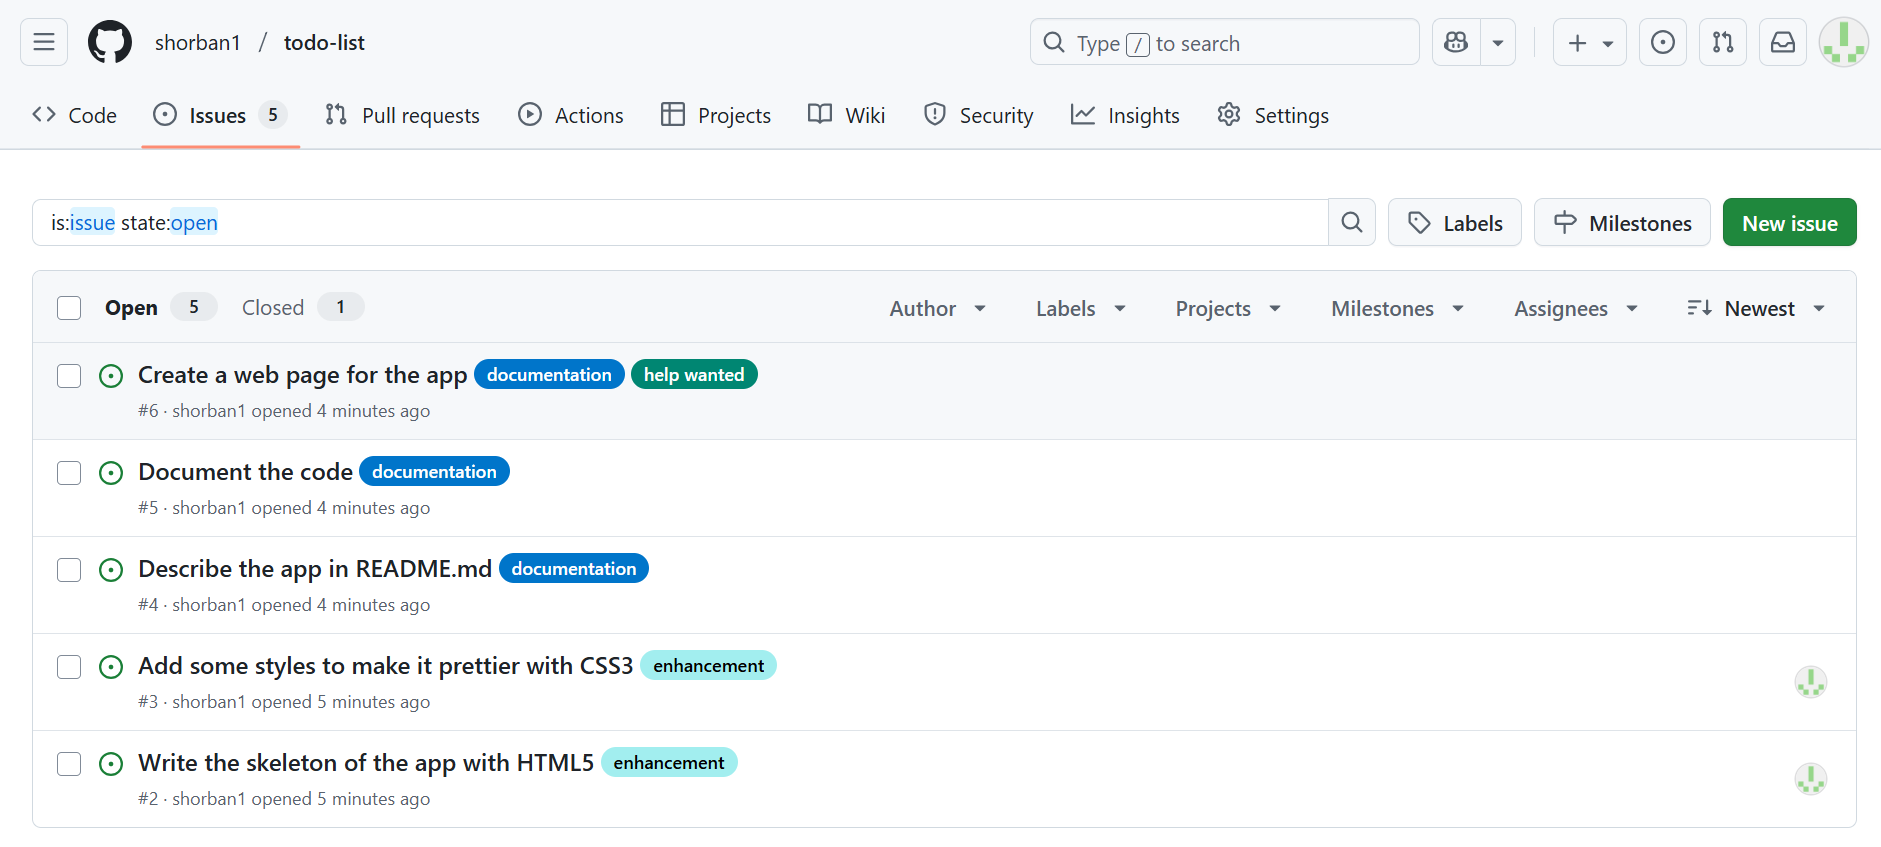 shorban1 / todo-list
Type / to search
Code
Issues 5
Pull requests
Actions
Projects
Wiki
Security
Insights
Settings
is:issue state:open
Labels
Milestones
New issue
Open 5
Closed 1
Author
Labels
Projects
Milestones
Assignees
Newest
Create a web page for the app documentation help wanted
#6 · shorban1 opened 4 minutes ago
Document the code documentation
#5 · shorban1 opened 4 minutes ago
Describe the app in README.md documentation
#4 · shorban1 opened 4 minutes ago
Add some styles to make it prettier with CSS3 enhancement
#3 · shorban1 opened 5 minutes ago
Write the skeleton of the app with HTML5 enhancement
#2 · shorban1 opened 5 minutes ago